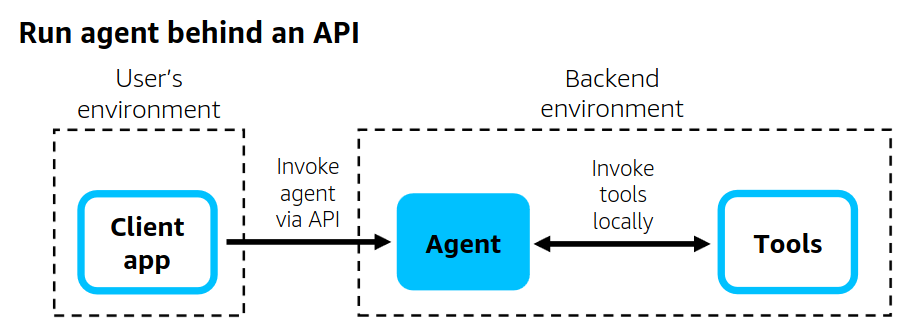 Run agent behind an API
User’s
environment
Backend
environment
Invoke
agent
via API
Invoke
tools
locally
Client
app
Agent
Tools